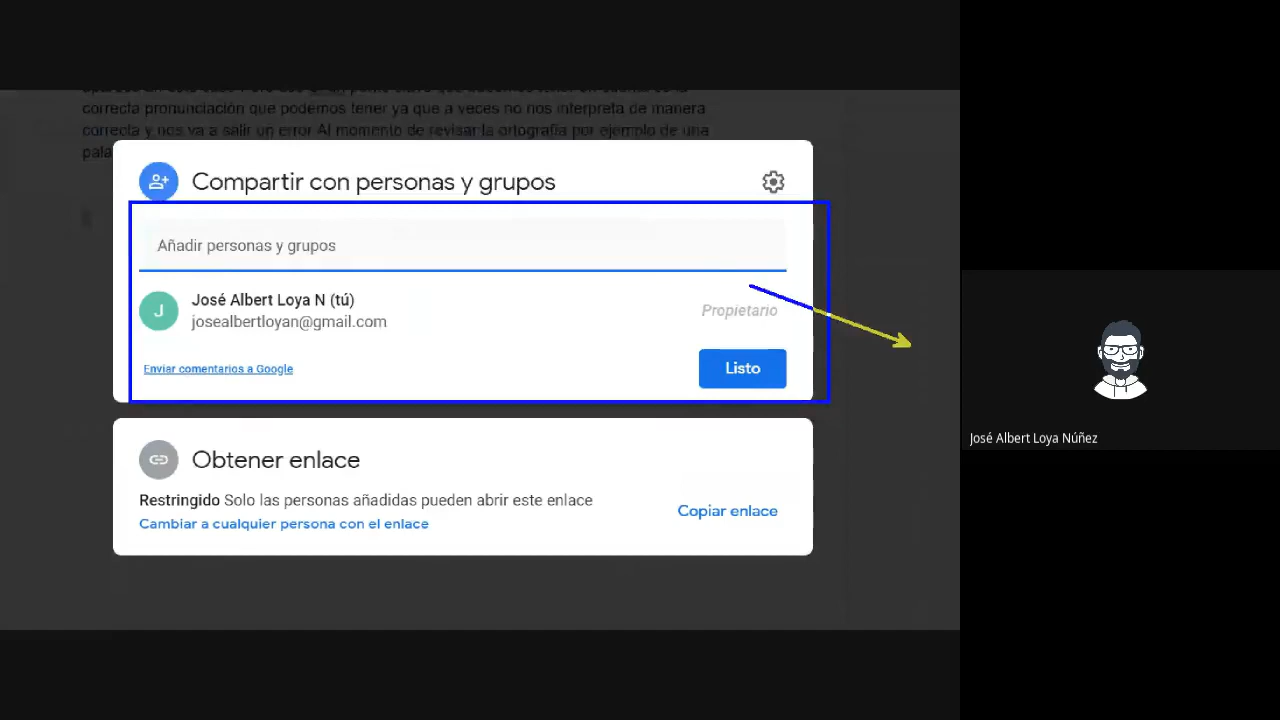 correcta pronunciación que podemos tener ya que a veces no nos interpreta de manera
correcta y nos va a salir un error Al momento de revisar la ortografía por ejemplo de una
pala
Compartir con personas y grupos
Añadir personas y grupos
J
José Albert Loya N (tú)
josealbertloyan@gmail.com
Propietario
Enviar comentarios a Google
Listo
Obtener enlace
Restringido Solo las personas añadidas pueden abrir este enlace
Cambiar a cualquier persona con el enlace
Copiar enlace
José Albert Loya Núñez